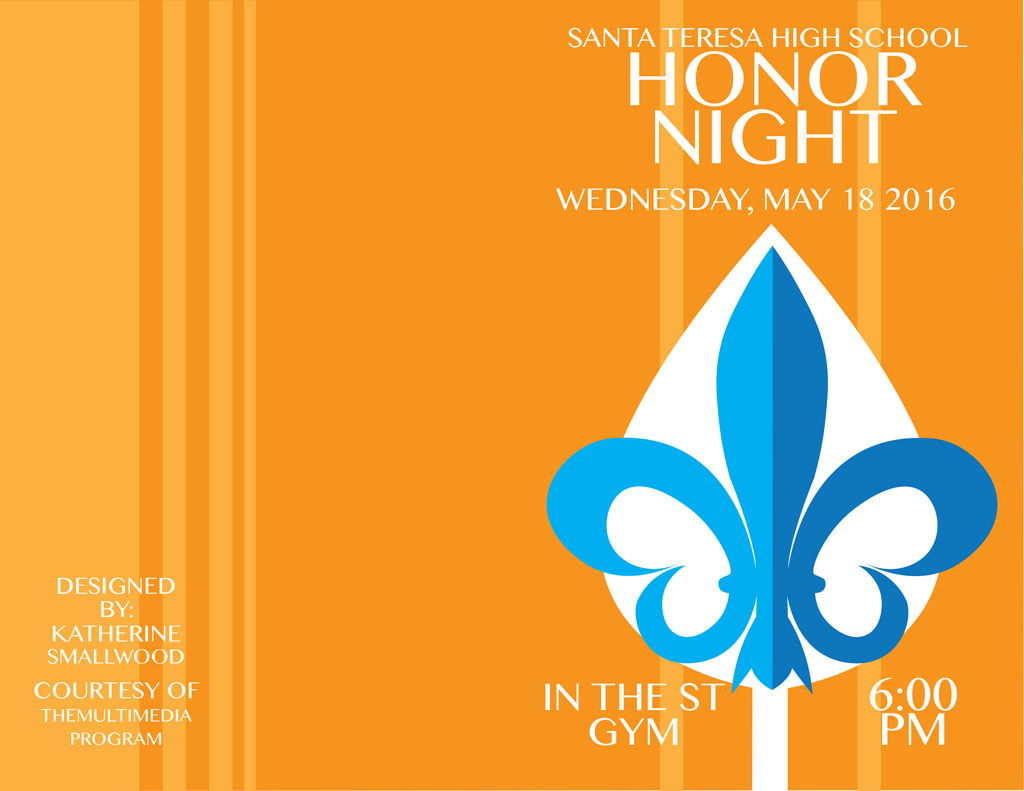 SANTA TERESA HIGH SCHOOL
HONOR
NIGHT
WEDNESDAY, MAY 18 2016
IN THE ST
GYM
6:00
PM
DESIGNED
BY:
KATHERINE
SMALLWOOD
COURTESY OF
THEMULTIMEDIA
PROGRAM